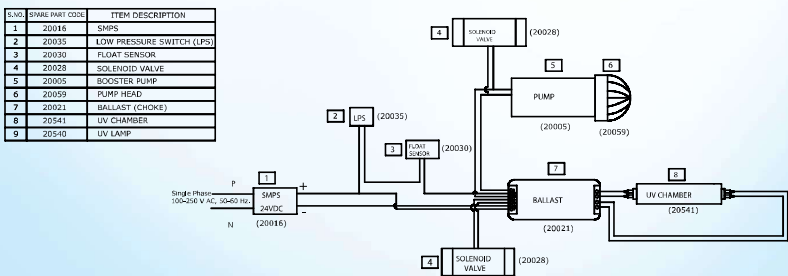 S.NO. SPARE PART CODE ITEM DESCRIPTION
1 20016 SMPS
2 20035 LOW PRESSURE SWITCH (LPS)
3 20030 FLOAT SENSOR
4 20028 SOLENOID VALVE
5 20005 BOOSTER PUMP
6 20059 PUMP HEAD
7 20021 BALLAST (CHOKE)
8 20541 UV CHAMBER
9 20540 UV LAMP
4 SOLENOID (20028)
VALVE
5 6
PUMP
(20005) (20059)
2 LPS (20035)
3 FLOAT (20030)
SENSOR
1
P +
Single Phase
100-250 V AC, 50-60 Hz.
SMPS
24VDC
N -
(20016)
7
BALLAST
(20021)
8
UV CHAMBER
(20541)
4 SOLENOID (20028)
VALVE